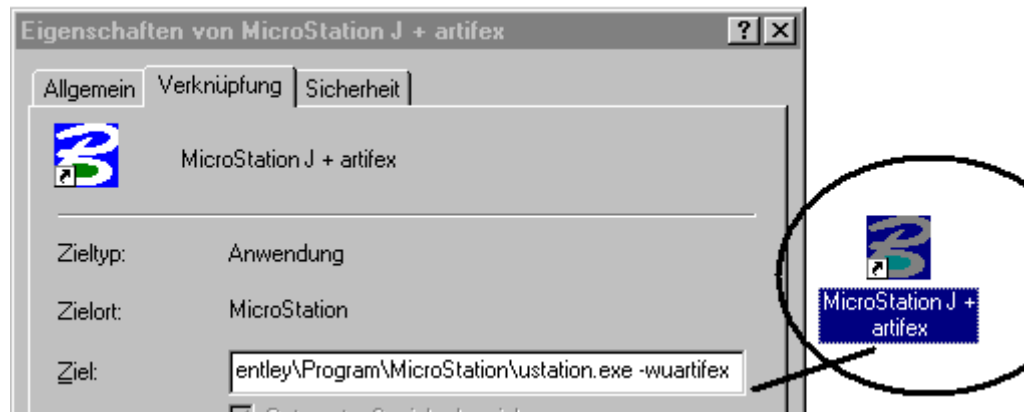 Eigenschaften von MicroStation J + artifex
Allgemein Verknüpfung Sicherheit
MicroStation J + artifex
Zieltyp: Anwendung
Zielort: MicroStation
Ziel: entley\Program\MicroStation\ustation.exe -wuartifex
MicroStation J +
artifex